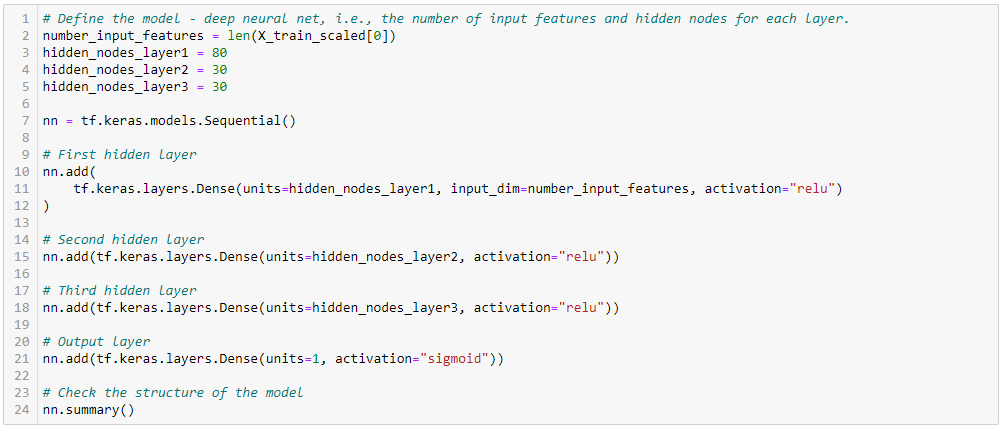 1 # Define the model - deep neural net, i.e., the number of input features and hidden nodes for each layer.
2 number_input_features = len(X_train_scaled[0])
3 hidden_nodes_layer1 = 80
4 hidden_nodes_layer2 = 30
5 hidden_nodes_layer3 = 30
6
7 nn = tf.keras.models.Sequential()
8
9 # First hidden layer
10 nn.add(
11     tf.keras.layers.Dense(units=hidden_nodes_layer1, input_dim=number_input_features, activation="relu")
12 )
13
14 # Second hidden layer
15 nn.add(tf.keras.layers.Dense(units=hidden_nodes_layer2, activation="relu"))
16
17 # Third hidden layer
18 nn.add(tf.keras.layers.Dense(units=hidden_nodes_layer3, activation="relu"))
19
20 # Output layer
21 nn.add(tf.keras.layers.Dense(units=1, activation="sigmoid"))
22
23 # Check the structure of the model
24 nn.summary()